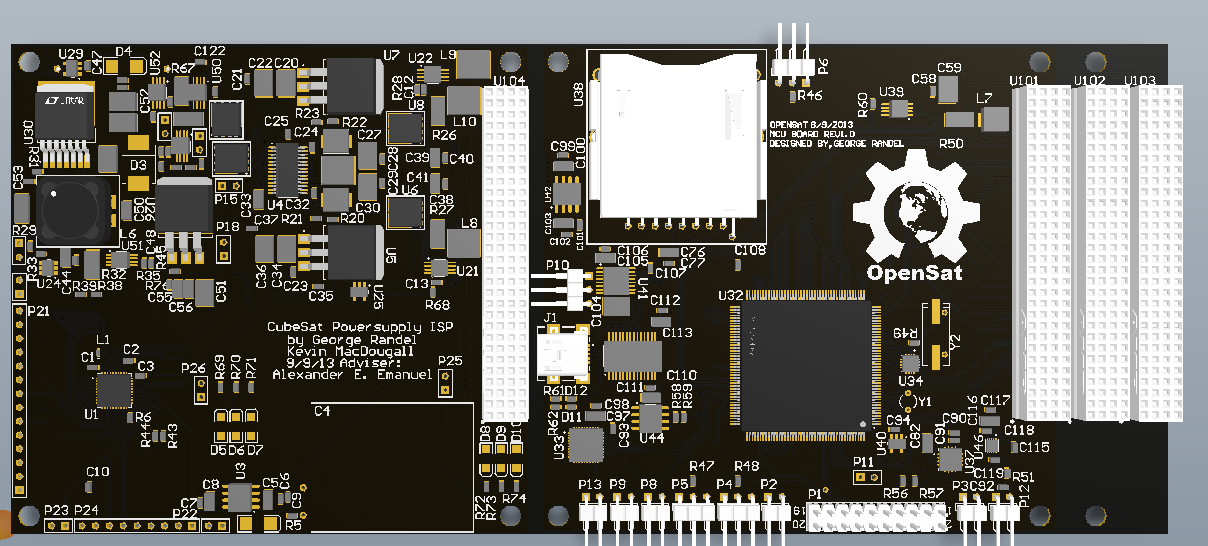 U29
C47
D4
U52
C122
R67
U50
C52
LINEAR
U30
R31
C53
D3
C50
U26
L6
U51
C48
R45
R29
R33
U24
C44
R39
R32
R38
R35
R76
C55
C56
C51
P15
P18
P21
C21
C22
C20
U7
R23
R22
C25
C24
C27
U4
C32
C33
C37
R21
R20
C30
C28
C29
C36
C34
C23
C35
U5
U25
U22
L9
R28
C12
U8
L10
R26
C39
C40
C41
U6
C38
R27
L8
C13
U21
R68
U104
CubeSat Powersupply ISP
by George Randel
Kevin MacDougall
9/9/13 Adviser:
Alexander E. Emanuel
P25
L1
C1
C2
C3
U1
P26
R69
R70
R71
R6
R44
R43
D5
D6
D7
C4
C10
U3
C8
C7
C5
C6
C9
R5
P23
P24
P22
D8
D9
D10
R72
R73
R74
U38
P6
R46
C99
C100
U42
C103
C102
C101
OPENSAT 8/9/2013
MCU BOARD REV1.0
DESIGNED BY,GEORGE RANDEL
R60
U39
C58
C59
L7
R50
U101
U102
U103
OpenSat
P10
C106
C105
C76
C77
C107
C108
U41
C104
C112
C113
J1
U32
R49
U34
Y2
Y1
R61
D12
D11
R62
C111
C110
C98
C97
C93
U33
U44
R58
R59
C94
U40
C82
C91
C90
U37
C116
C117
C118
C115
U46
C119
R51
R47
R48
P13
P9
P8
P5
P4
P2
P1
P11
R56
R57
P3
C92
P12